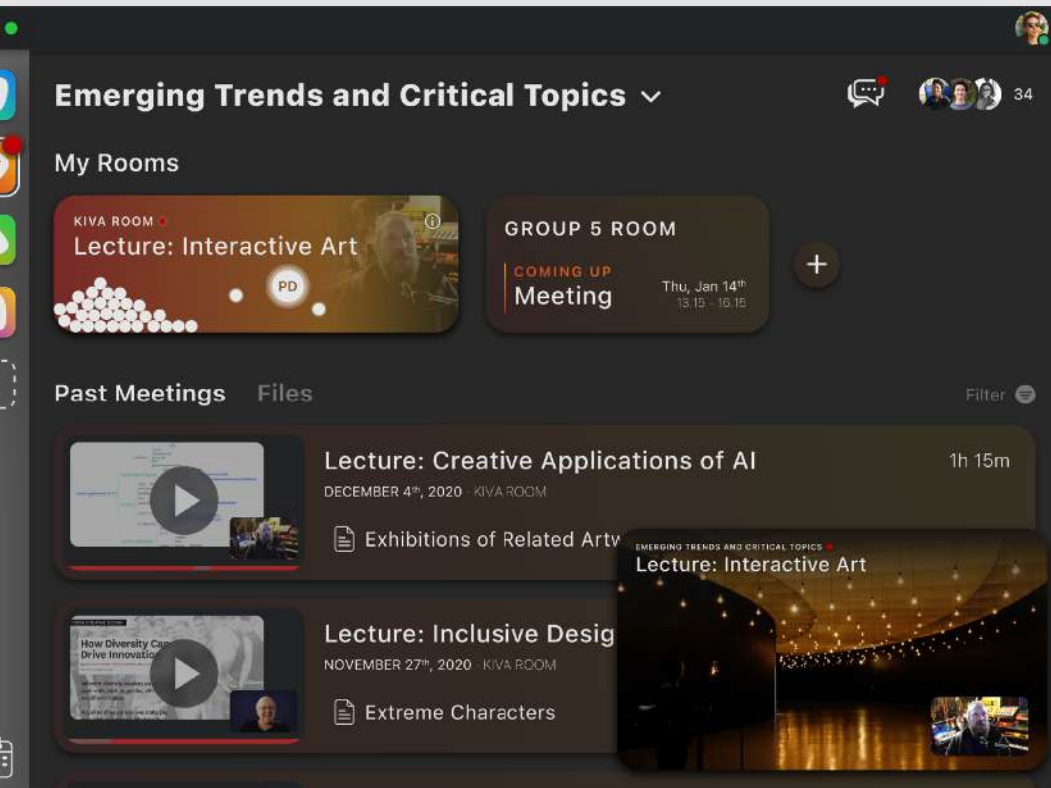 Emerging Trends and Critical Topics
34
My Rooms
KIVA ROOM
Lecture: Interactive Art
PD
GROUP 5 ROOM
COMING UP
Meeting
Thu, Jan 14th
13.15 - 16.15
Past Meetings
Files
Filter
Lecture: Creative Applications of AI
1h 15m
DECEMBER 4th, 2020 - KIVA ROOM
Exhibitions of Related Artw
EMERGING TRENDS AND CRITICAL TOPICS
Lecture: Interactive Art
How Diversity Can
Drive Innovation
Lecture: Inclusive Desig
NOVEMBER 27th, 2020 - KIVA ROOM
Extreme Characters